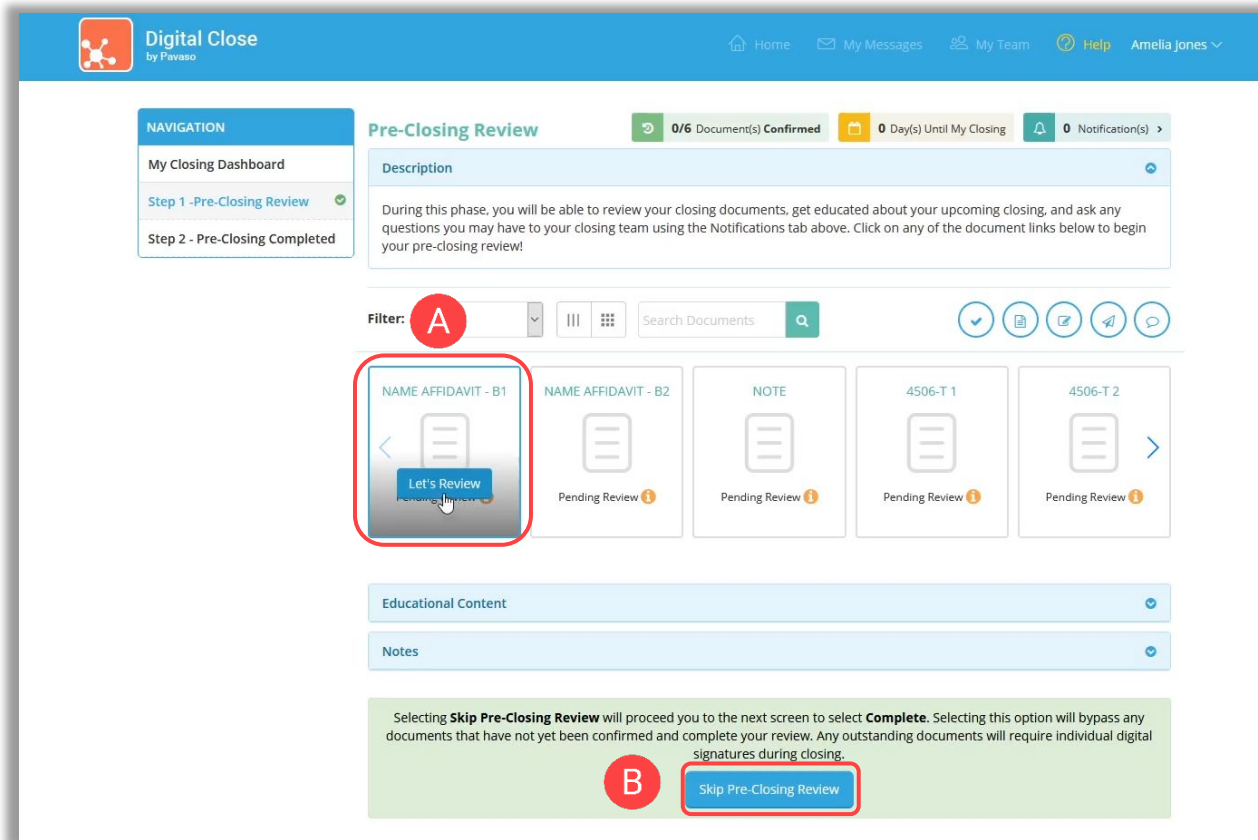 Digital Close
by Pavaso
Home My Messages My Team Help Amelia Jones
NAVIGATION
My Closing Dashboard
Step 1 -Pre-Closing Review
Step 2 - Pre-Closing Completed
Pre-Closing Review
0/6 Document(s) Confirmed
0 Day(s) Until My Closing
0 Notification(s) >
Description
During this phase, you will be able to review your closing documents, get educated about your upcoming closing, and ask any
questions you may have to your closing team using the Notifications tab above. Click on any of the document links below to begin
your pre-closing review!
Filter:
A
Search Documents
NAME AFFIDAVIT - B1
Let's Review
Pending
NAME AFFIDAVIT - B2
Pending Review
NOTE
Pending Review
4506-T 1
Pending Review
4506-T 2
Pending Review
Educational Content
Notes
Selecting Skip Pre-Closing Review will proceed you to the next screen to select Complete. Selecting this option will bypass any
documents that have not yet been confirmed and complete your review. Any outstanding documents will require individual digital
signatures during closing.
B
Skip Pre-Closing Review